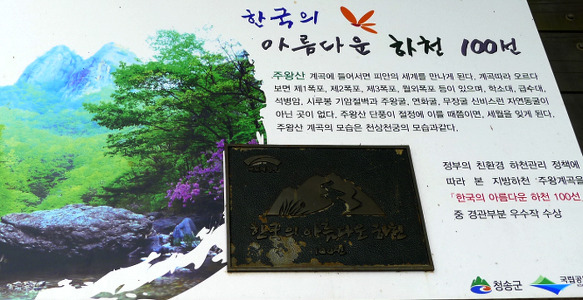 한국의
아름다운 하천 100선
주왕산 계곡에 들어서면 피안의 세계를 만나게 된다. 계곡따라 오르다
보면 제1폭포, 제2폭포, 제3폭포, 월외폭포 등이 있으며, 학소대, 급수대,
석병암, 시루봉 기암절벽과 주왕굴, 연화굴, 무장굴 신비스런 자연동굴이
아닌 곳이 없다. 주왕산 단풍이 절정에 이를 때쯤이면, 세월을 잊게 된다.
주왕산 계곡의 모습은 천상천하의 모습과같다.
정부의 친환경 하천관리 정책에
따라 본 지방하천 '주왕계곡을
「한국의 아름다운 하천 100선
중 경관부분 우수작 수상
한국의 아름다운 하천
100선
청송군
국립공